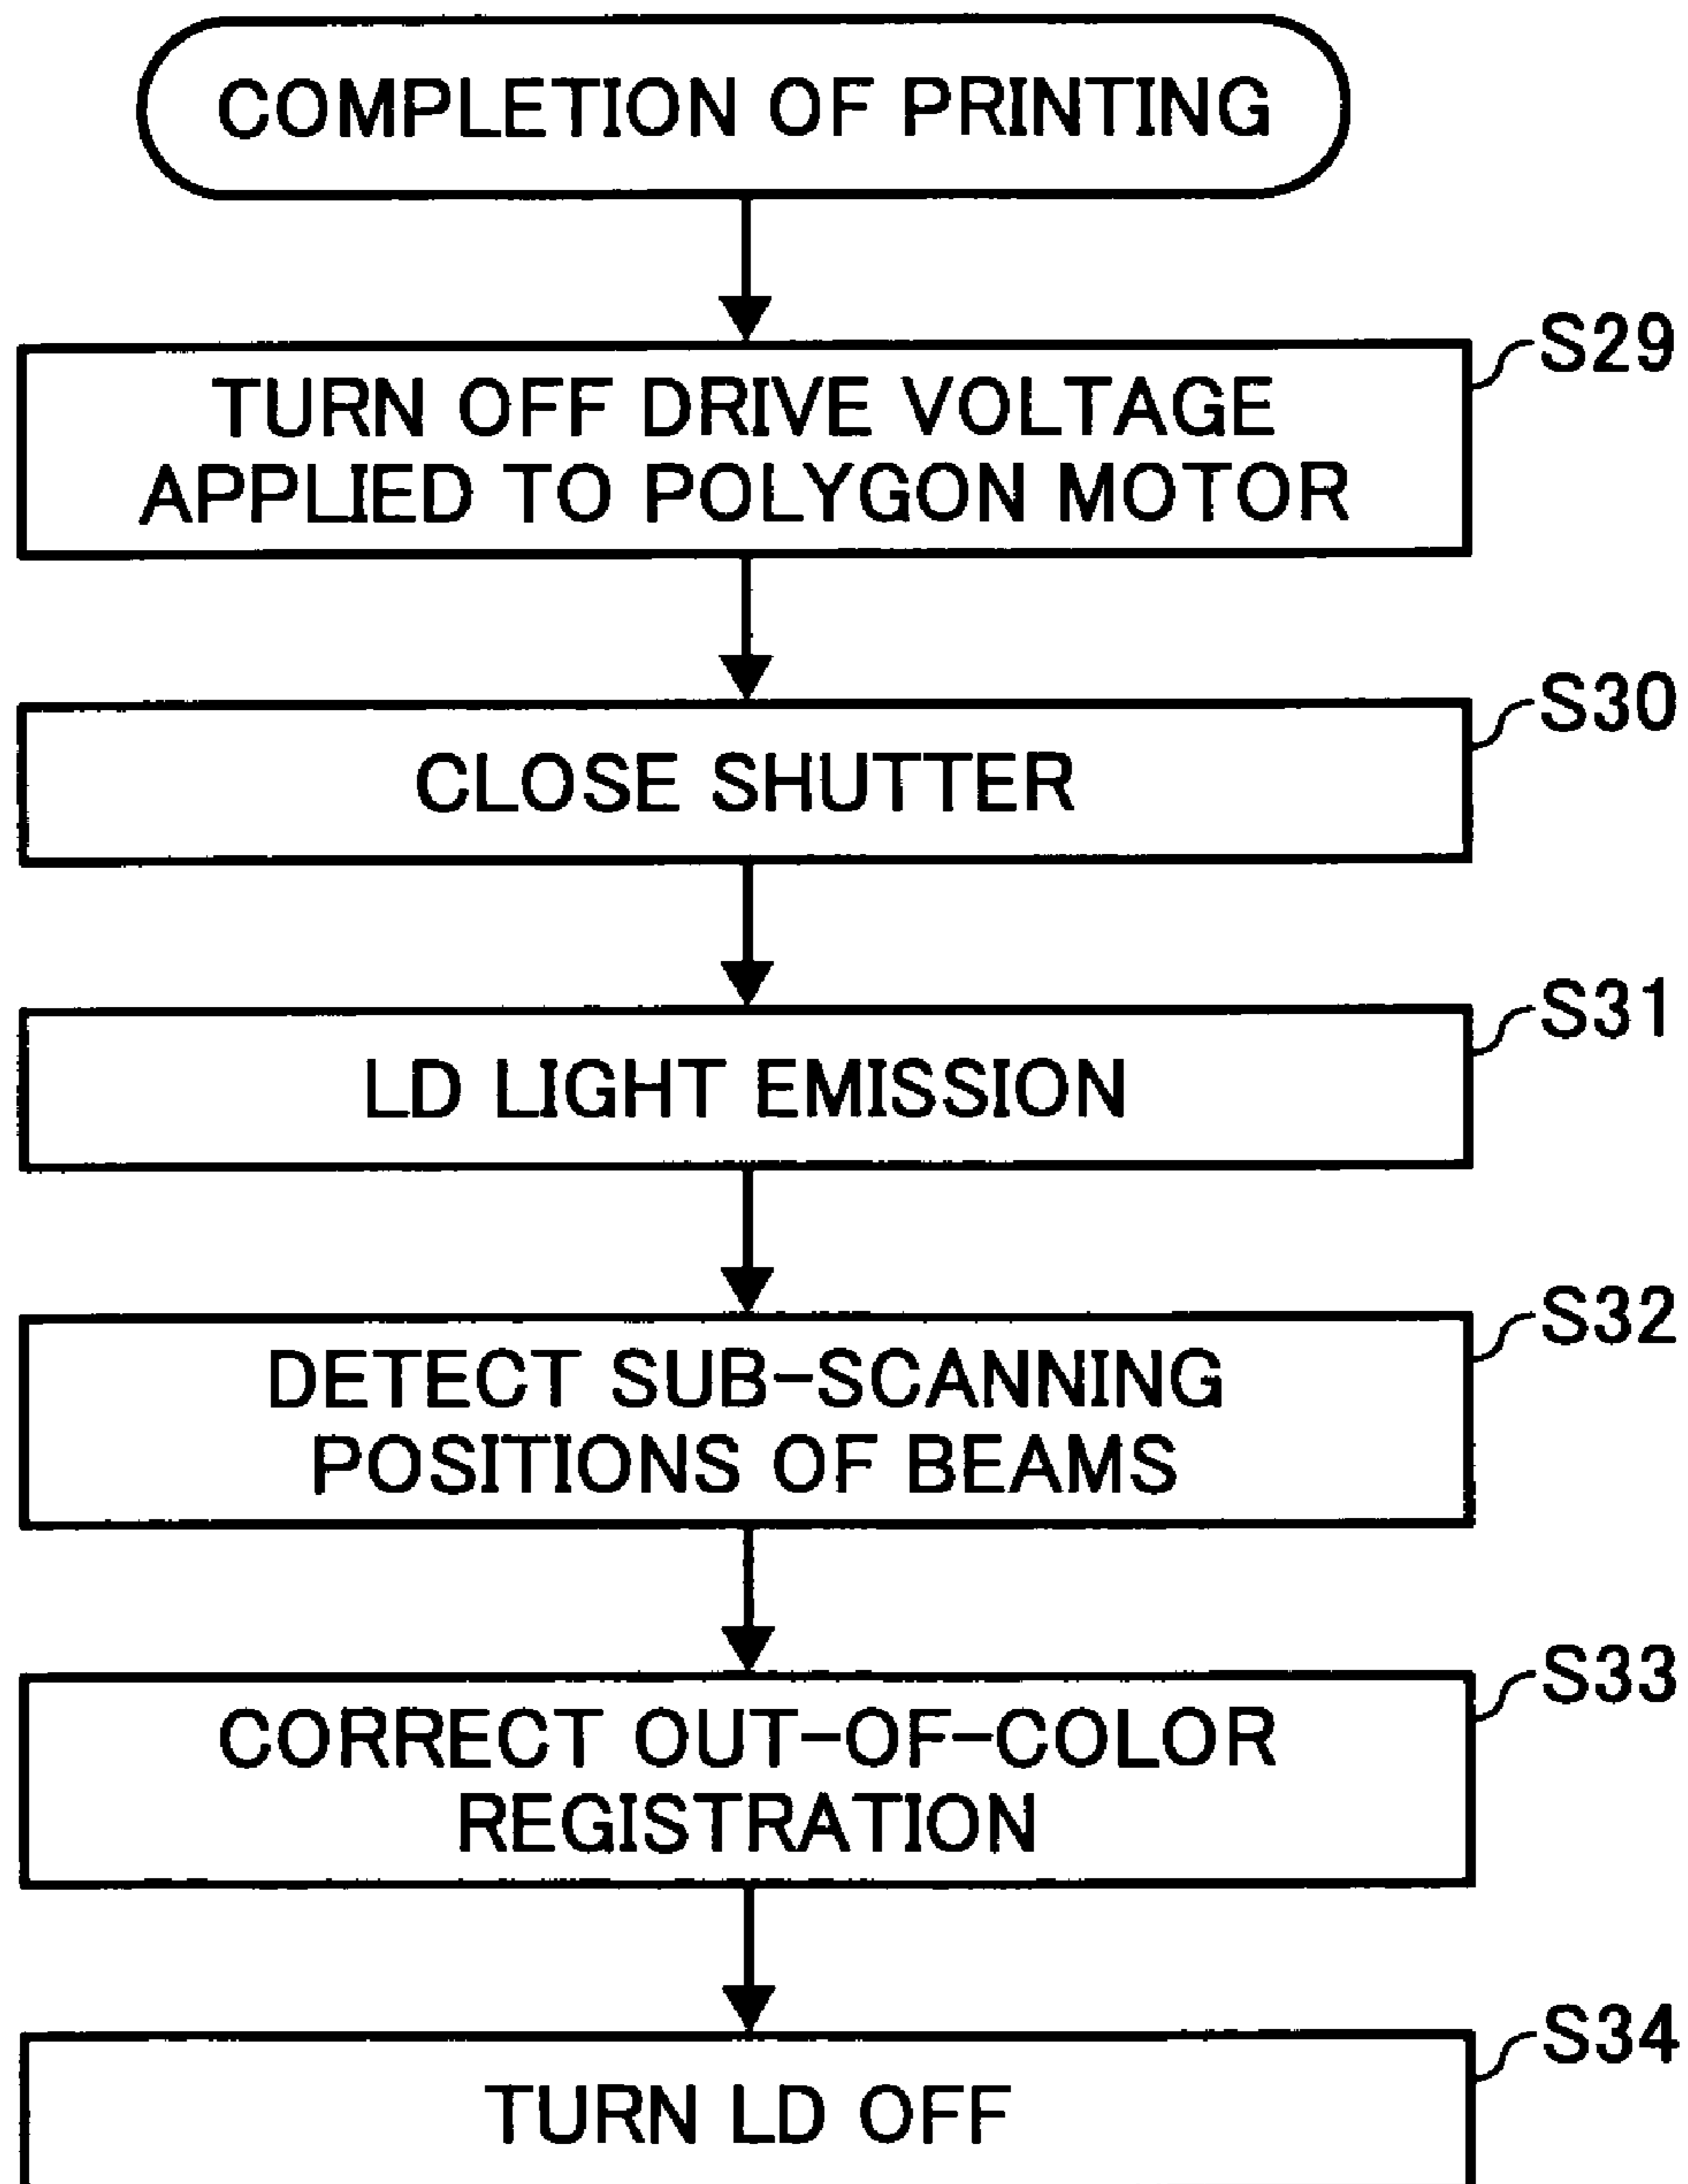 COMPLETION OF PRINTING
S29
TURN OFF DRIVE VOLTAGE
APPLIED TO POLYGON MOTOR
S30
CLOSE SHUTTER
S31
LD LIGHT EMISSION
S32
DETECT SUB-SCANNING
POSITIONS OF BEAMS
S33
CORRECT OUT-OF-COLOR
REGISTRATION
S34
TURN LD OFF